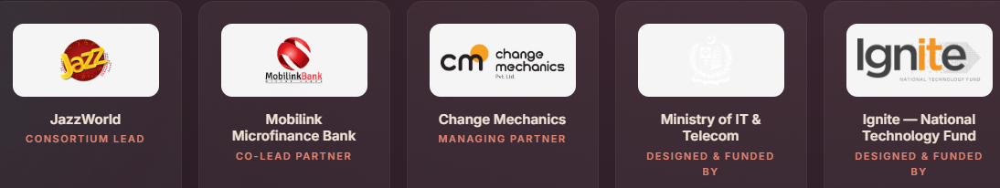 Jazz
JazzWorld
CONSORTIUM LEAD
MobilinkBank
Mobilink
Microfinance Bank
CO-LEAD PARTNER
cm change
mechanics
Pvt. Ltd.
Change Mechanics
MANAGING PARTNER
Ministry of IT &
Telecom
DESIGNED & FUNDED
BY
Ignite
NATIONAL TECHNOLOGY FUND
Ignite — National
Technology Fund
DESIGNED & FUNDED
BY